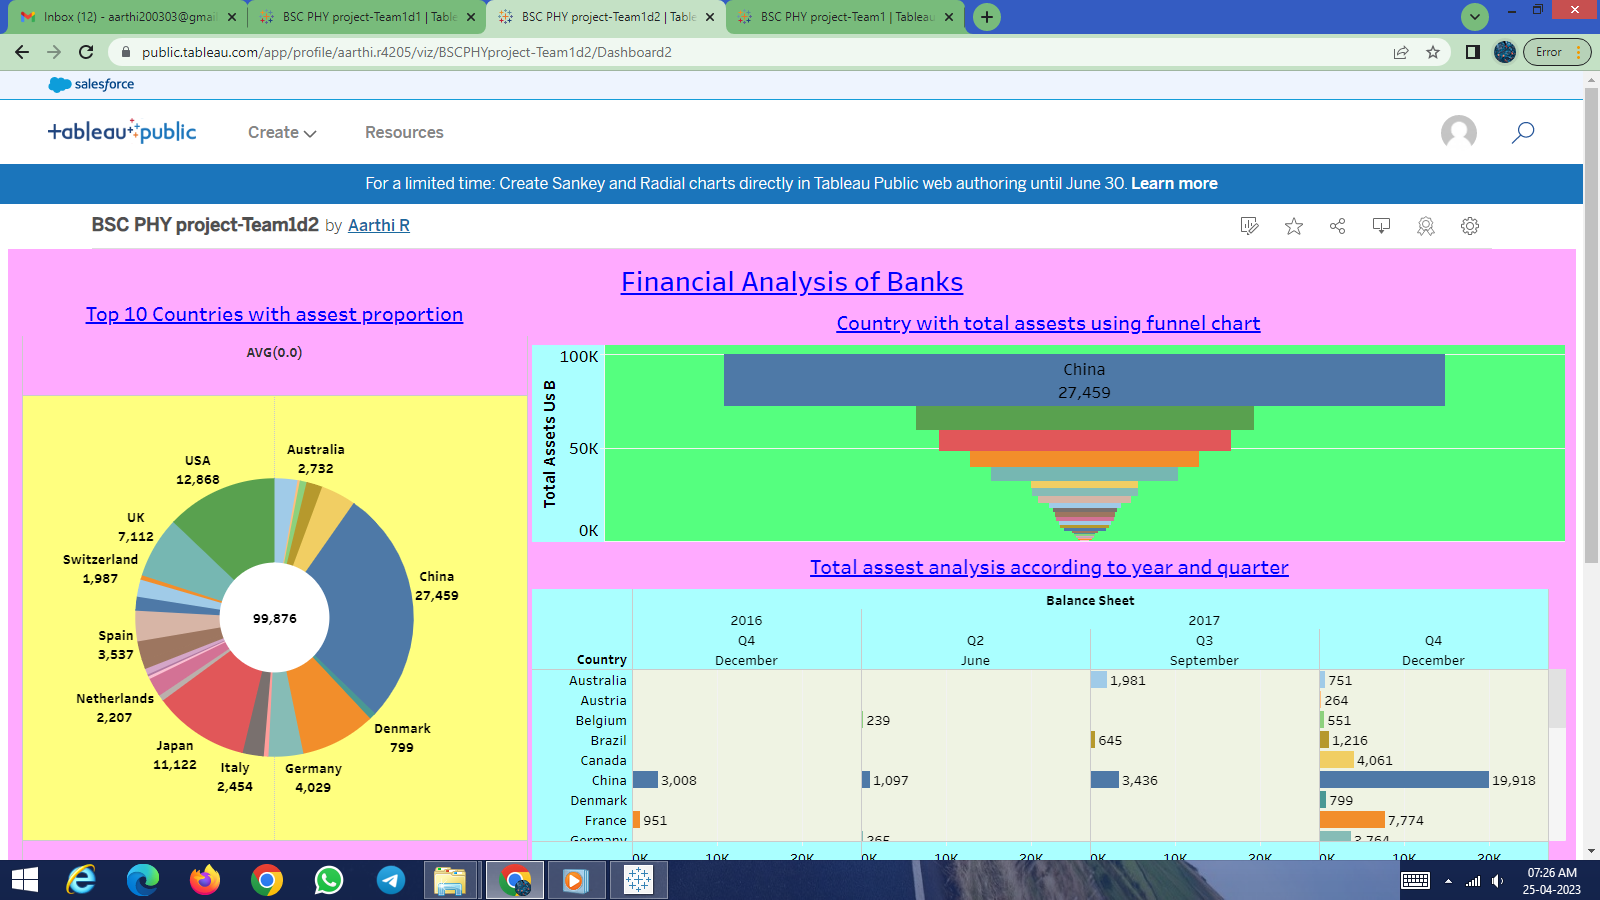 Inbox (12) - aarthi200303@gmai
BSC PHY project-Team1d1 | Table
BSC PHY project-Team1d2 | Table
BSC PHY project-Team1 | Tableau
public.tableau.com/app/profile/aarthi.r4205/viz/BSCPHYproject-Team1d2/Dashboard2
Error
salesforce
tableau public
Create
Resources
For a limited time: Create Sankey and Radial charts directly in Tableau Public web authoring until June 30. Learn more
BSC PHY project-Team1d2 by Aarthi R
Financial Analysis of Banks
Top 10 Countries with assest proportion
AVG(0.0)
USA
12,868
Australia
2,732
UK
7,112
Switzerland
1,987
China
27,459
99,876
Spain
3,537
Netherlands
2,207
Denmark
799
Japan
11,122
Italy
2,454
Germany
4,029
Country with total assests using funnel chart
Total Assets Us B
100K
50K
0K
China
27,459
Total assest analysis according to year and quarter
Balance Sheet
2016
2017
Q4
Q2
Q3
Q4
Country
December
June
September
December
Australia 1,981 751
Austria 264
Belgium 239 551
Brazil 645 1,216
Canada 4,061
China 3,008 1,097 3,436 19,918
Denmark 799
France 951 7,774
Germany 265 3,764
0K 10K 20K 0K 10K 20K 0K 10K 20K 0K 10K 20K
07:26 AM
25-04-2023